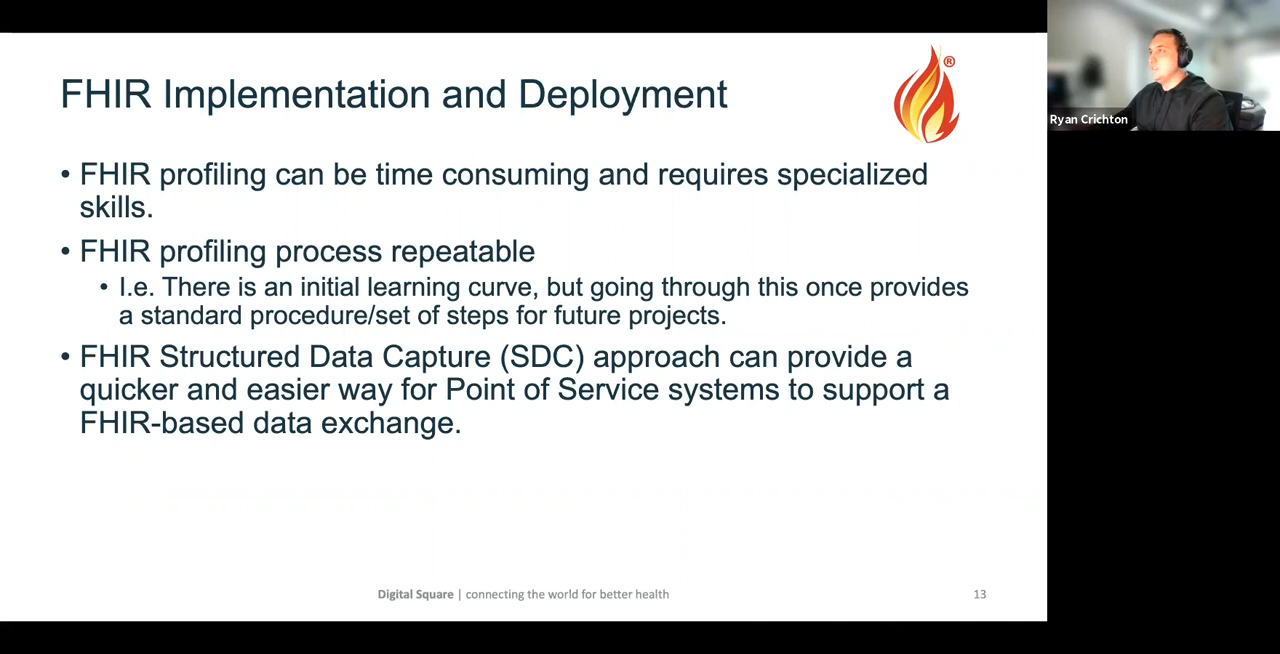 FHIR Implementation and Deployment
®
Ryan Crichton
• FHIR profiling can be time consuming and requires specialized
skills.
• FHIR profiling process repeatable
• I.e. There is an initial learning curve, but going through this once provides
a standard procedure/set of steps for future projects.
• FHIR Structured Data Capture (SDC) approach can provide a
quicker and easier way for Point of Service systems to support a
FHIR-based data exchange.
Digital Square | connecting the world for better health
13